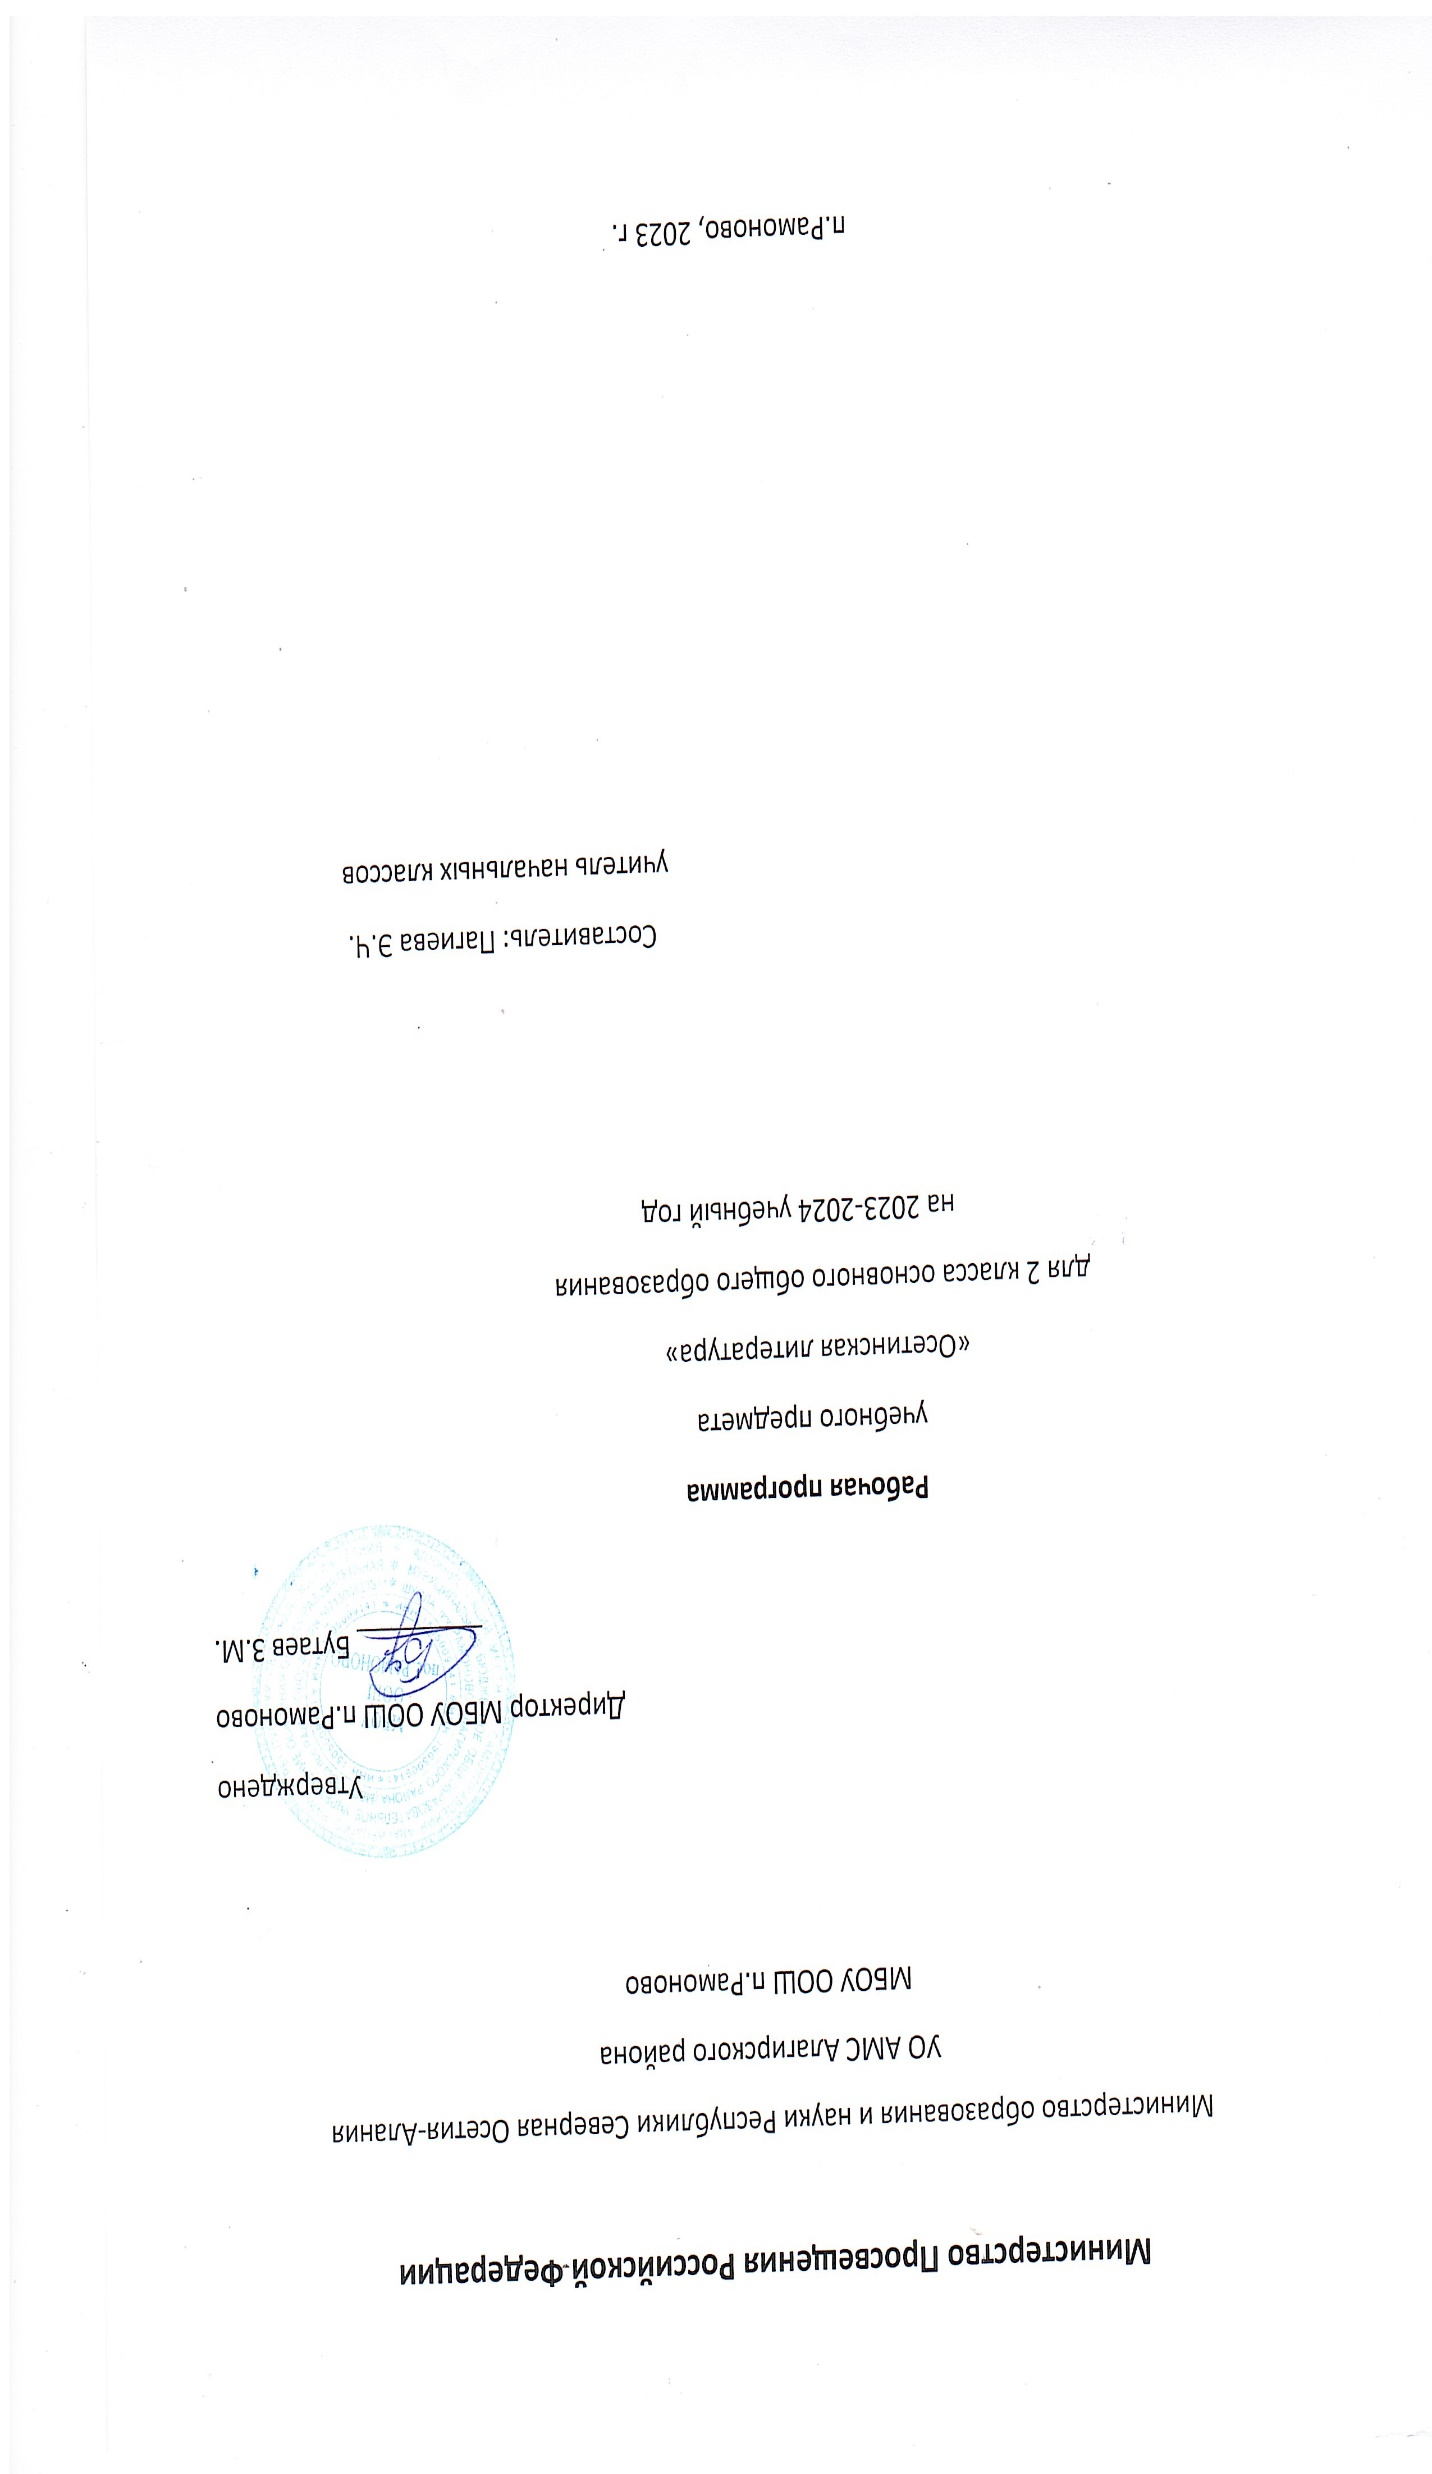 Министерство Просвещения Российской Федерации
Министерство образования и науки Республики Северная Осетия-Алания
УО АМС Алагирского района
МБОУ ООШ п.Рамоново
Утверждено
Директор МБОУ ООШ п.Рамоново
Бутаев З.М.
Рабочая программа
учебного предмета
«Осетинская литература»
для 2 класса основного общего образования
на 2023-2024 учебный год
Составитель: Пагиева Э.Ч.
учитель начальных классов
п.Рамоново, 2023 г.